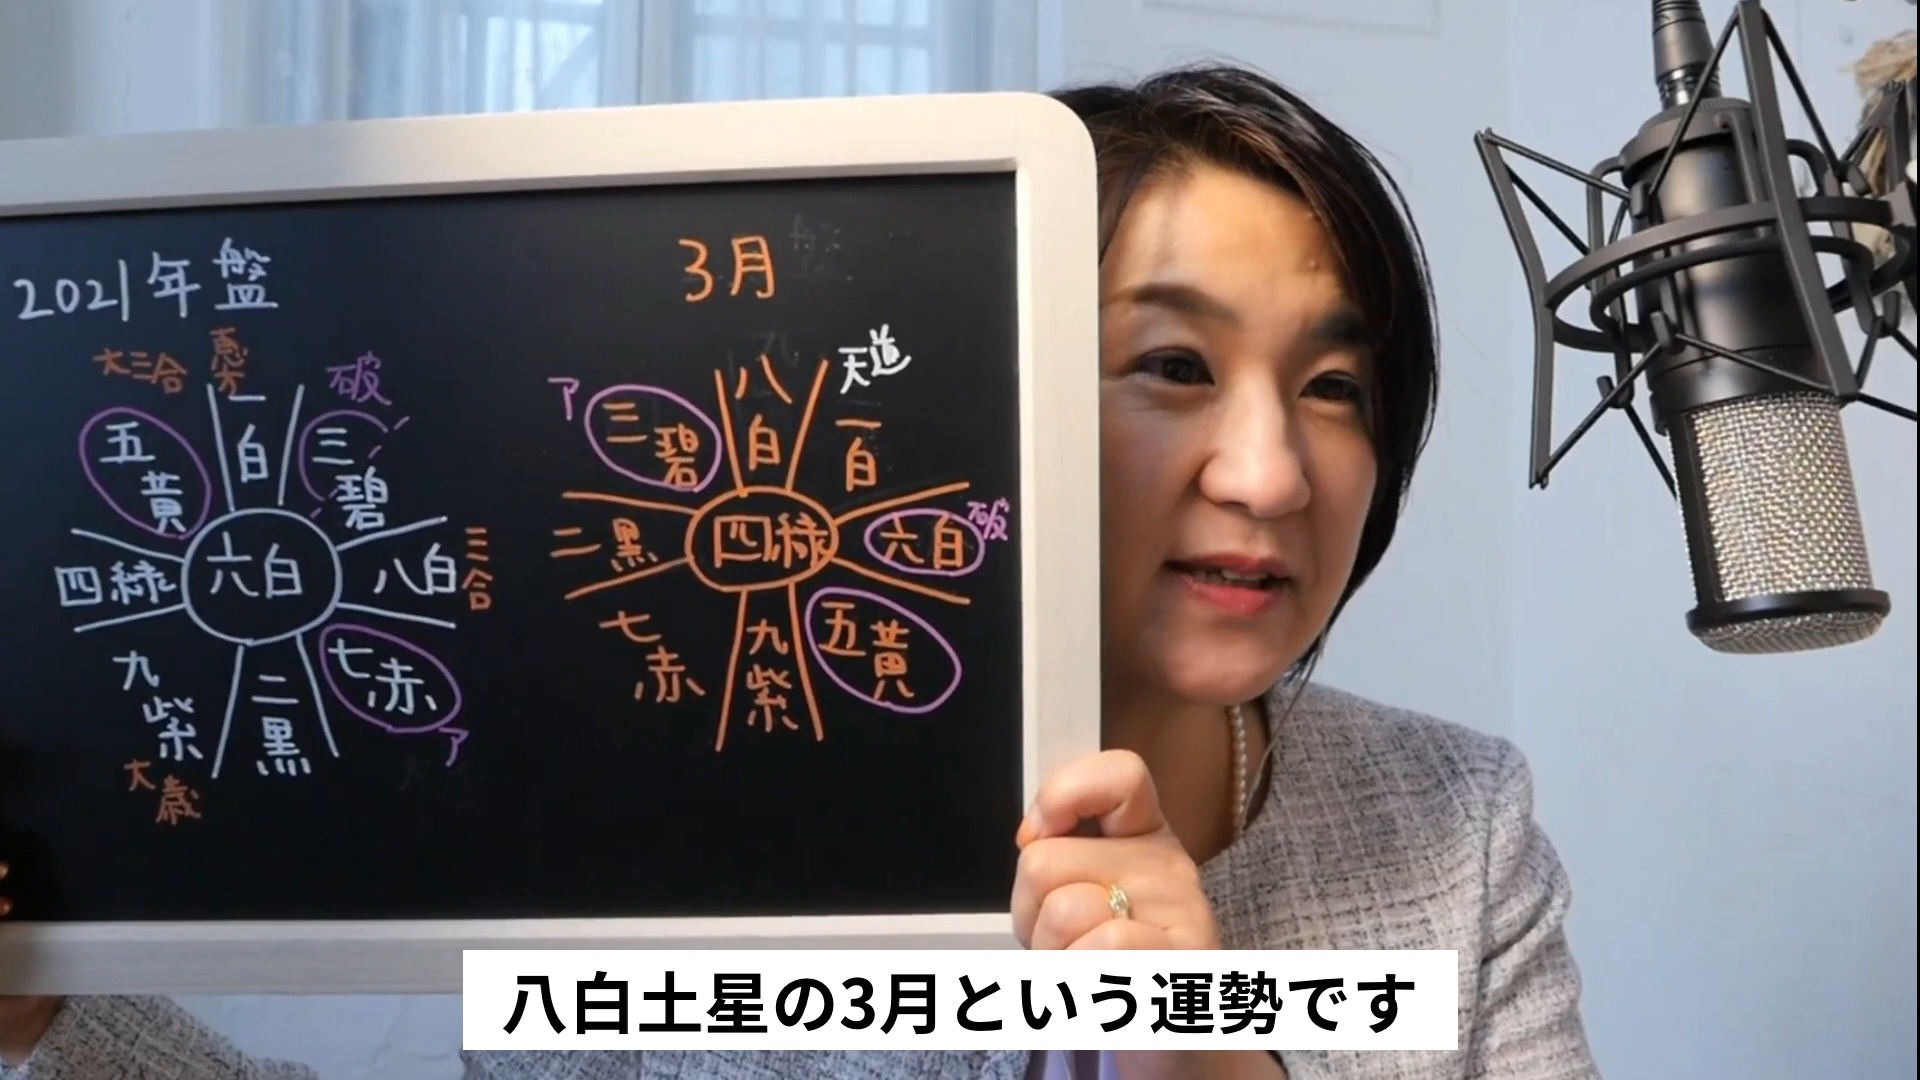 2021年盤
大三合
恵方
破
五黄
一白
三碧
四緑
六白
八白
三合
九紫
二黒
七赤
ア
大歳
3月
天道
ア
三碧
八白
一白
二黒
四緑
六白
破
七赤
九紫
五黄
八白土星の3月という運勢です